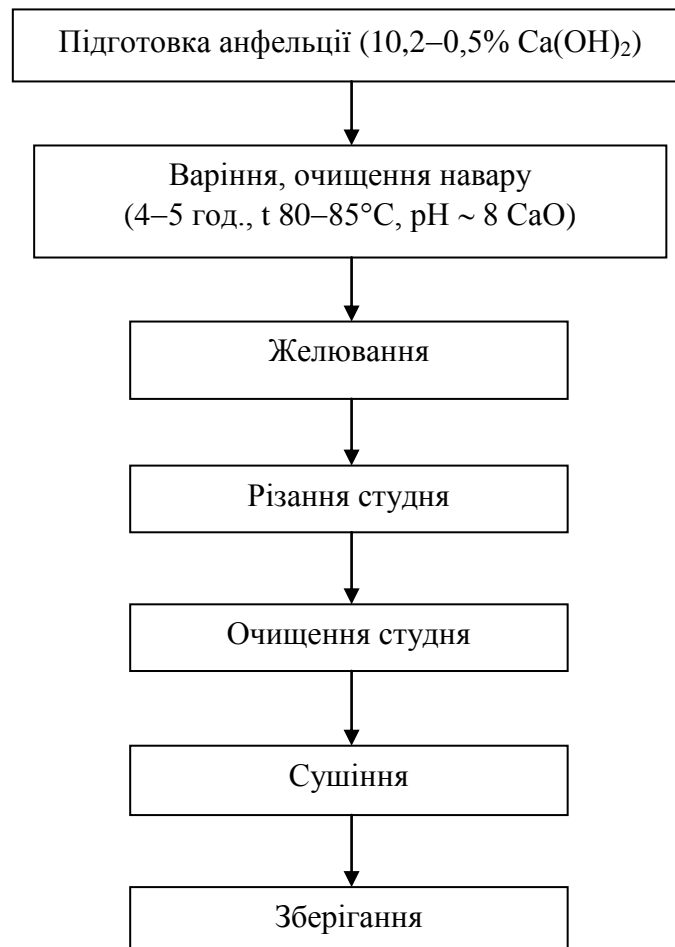 Підготовка анфельції (10,2–0,5% Ca(OH)₂)
Варіння, очищення навару
(4–5 год., t 80–85°C, pH ~ 8 CaO)
Желювання
Різання студня
Очищення студня
Сушіння
Зберігання